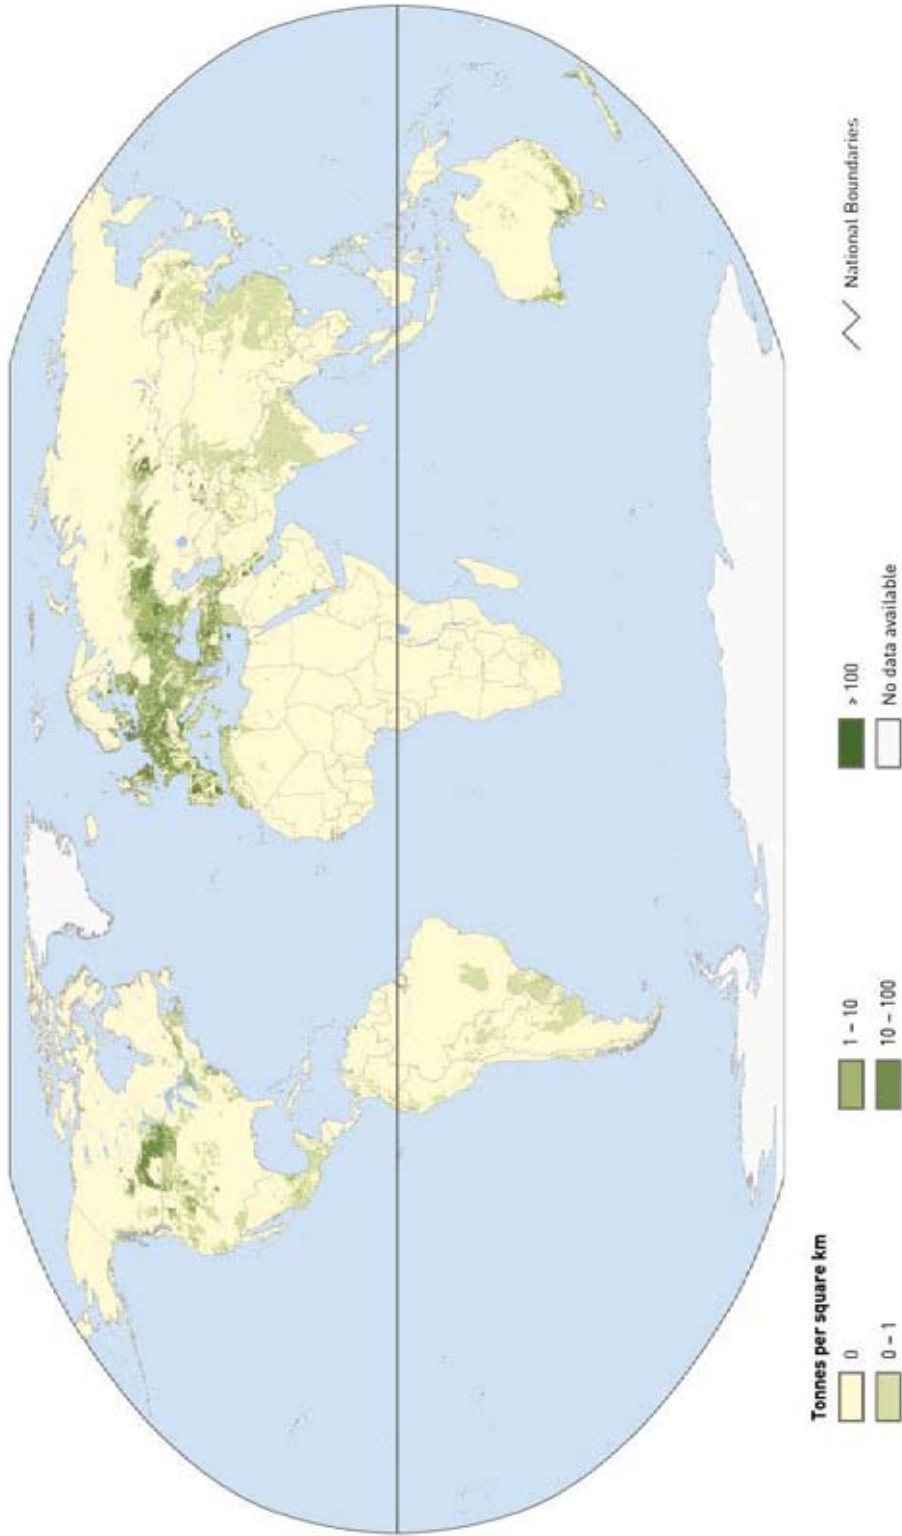 Tonnes per square km
0
0 – 1
1 – 10
10 – 100
> 100
No data available
National Boundaries